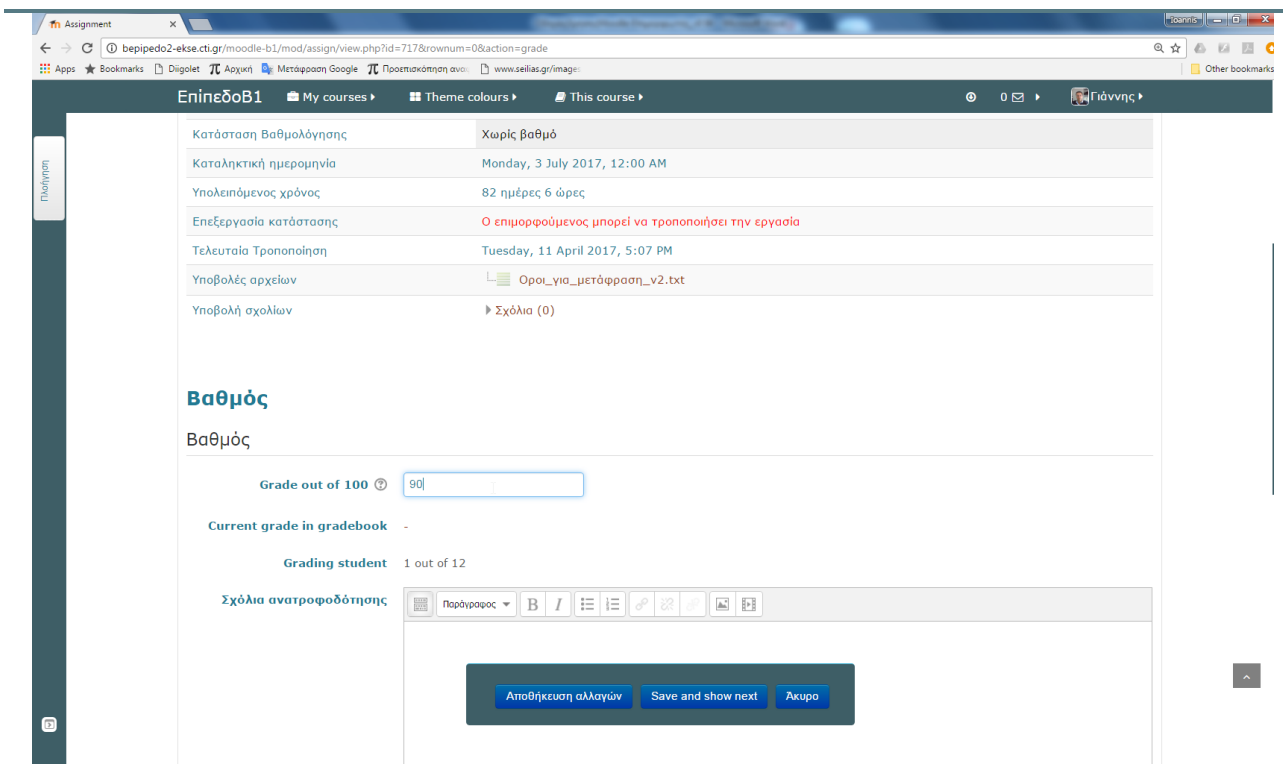 Assignment
Ioannis
bepipedo2-ekse.cti.gr/moodle-b1/mod/assign/view.php?id=717&rownum=0&action=grade
Apps Bookmarks Diigolet Αρχική Μετάφραση Google Προεπισκόπηση ανα www.seilias.gr/image Other bookmarks
ΕπίπεδοB1 My courses Theme colours This course 0 Γιάννης
Πλοήγηση
Κατάσταση Βαθμολόγησης Χωρίς βαθμό
Καταληκτική ημερομηνία Monday, 3 July 2017, 12:00 AM
Υπολειπόμενος χρόνος 82 ημέρες 6 ώρες
Επεξεργασία κατάστασης Ο επιμορφούμενος μπορεί να τροποποιήσει την εργασία
Τελευταία Τροποποίηση Tuesday, 11 April 2017, 5:07 PM
Υποβολές αρχείων Οροι_για_μετάφραση_v2.txt
Υποβολή σχολίων Σχόλια (0)
Βαθμός
Βαθμός
Grade out of 100 90
Current grade in gradebook -
Grading student 1 out of 12
Σχόλια ανατροφοδότησης Παράγραφος B I
Αποθήκευση αλλαγών Save and show next Άκυρο